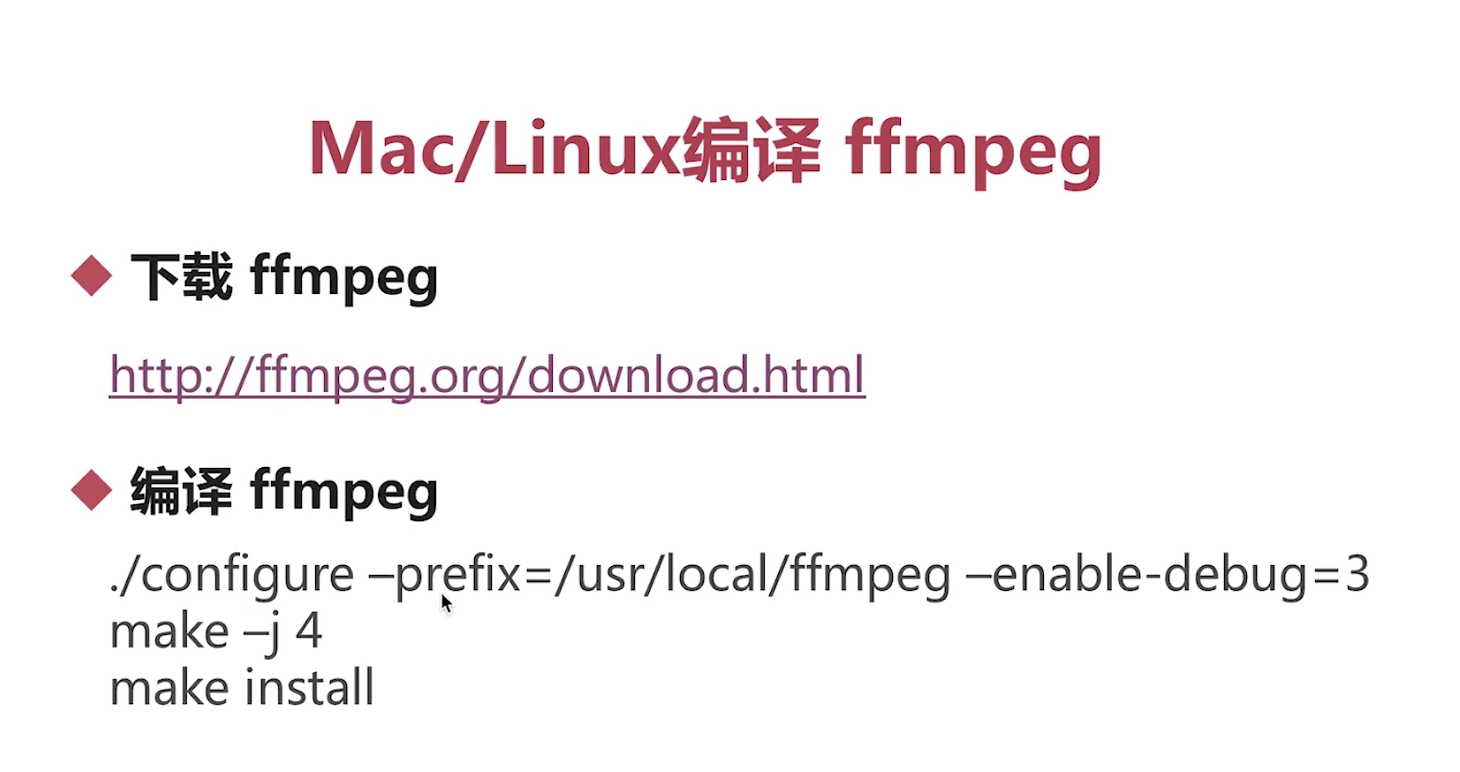 Mac/Linux编译 ffmpeg
下载 ffmpeg
http://ffmpeg.org/download.html
编译 ffmpeg
./configure –prefix=/usr/local/ffmpeg –enable-debug=3
make –j 4
make install